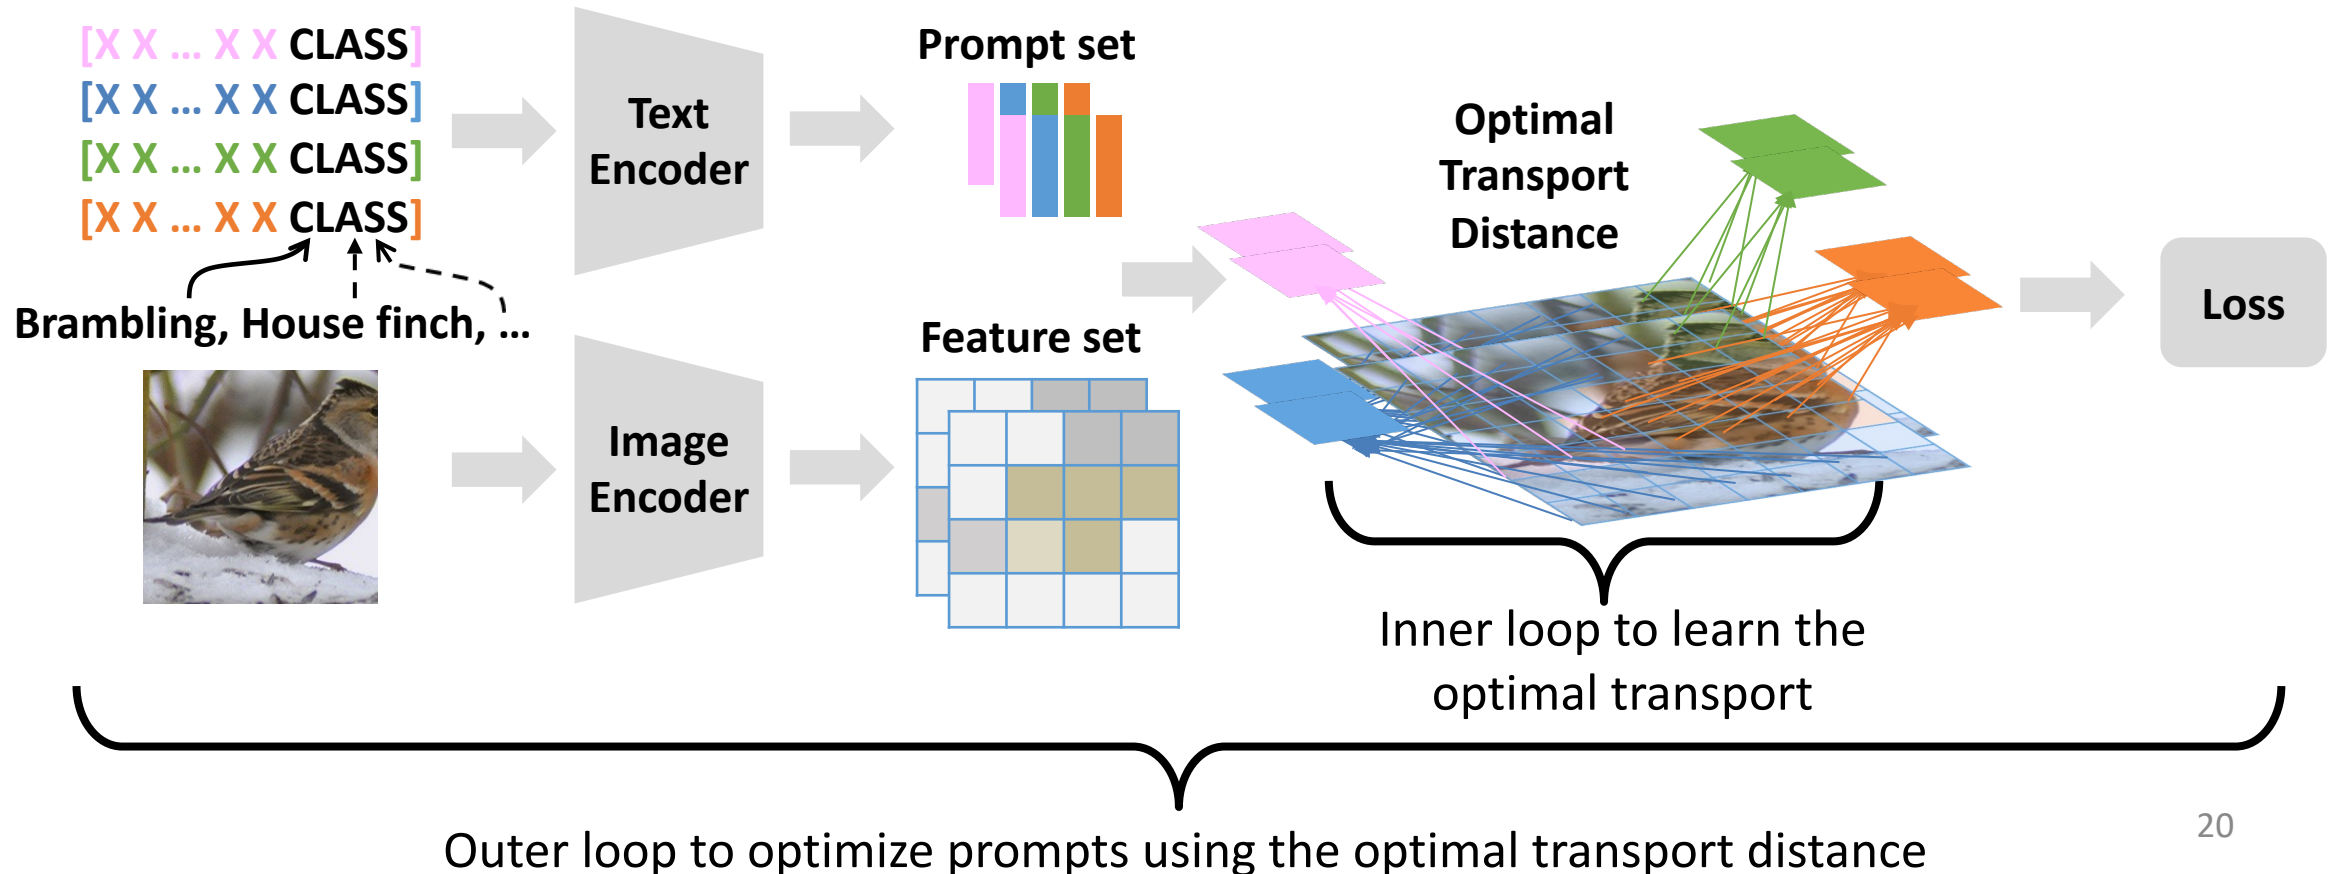 [X X ... X X CLASS]
[X X ... X X CLASS]
[X X ... X X CLASS]
[X X ... X X CLASS]
Brambling, House finch, ...
Text
Encoder
Image
Encoder
Prompt set
Feature set
Optimal
Transport
Distance
Loss
Inner loop to learn the
optimal transport
Outer loop to optimize prompts using the optimal transport distance
20